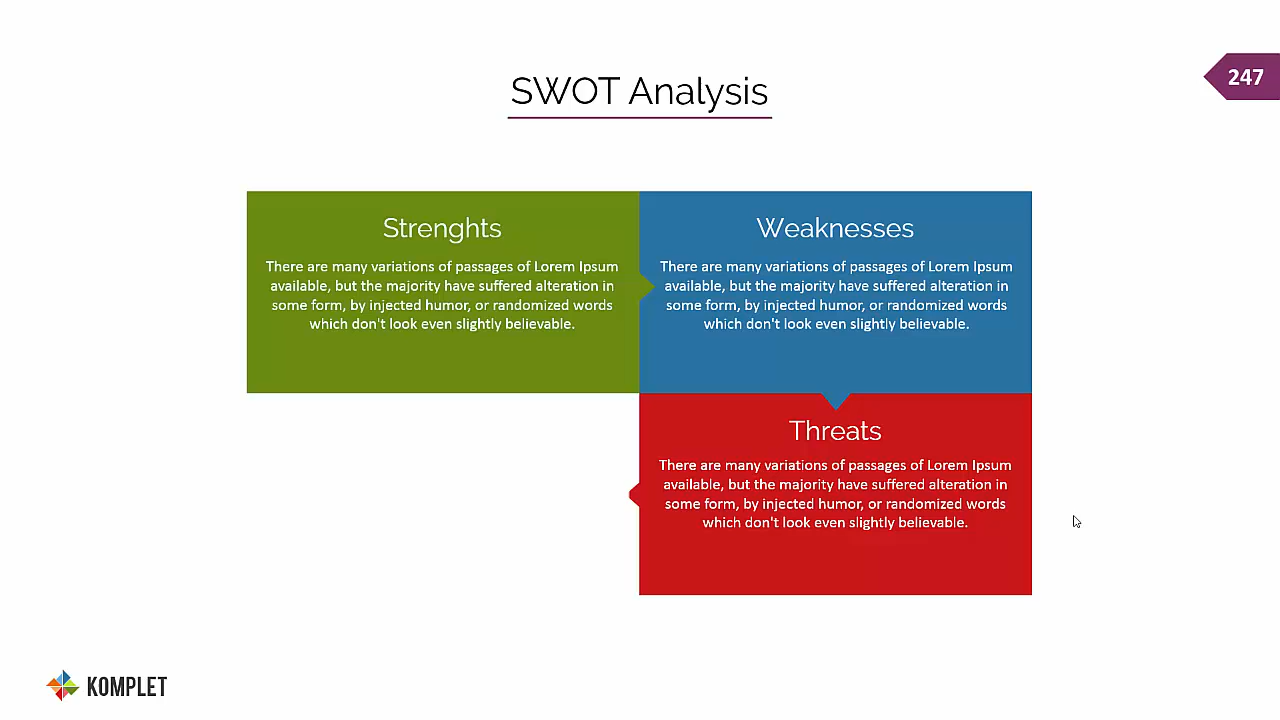 SWOT Analysis
247
Strenghts
There are many variations of passages of Lorem Ipsum
available, but the majority have suffered alteration in
some form, by injected humor, or randomized words
which don't look even slightly believable.
Weaknesses
There are many variations of passages of Lorem Ipsum
available, but the majority have suffered alteration in
some form, by injected humor, or randomized words
which don't look even slightly believable.
Threats
There are many variations of passages of Lorem Ipsum
available, but the majority have suffered alteration in
some form, by injected humor, or randomized words
which don't look even slightly believable.
KOMPLET